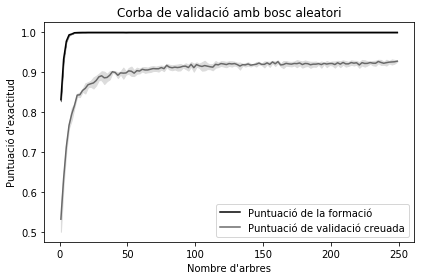 Corba de validació amb bosc aleatori
Puntuació d'exactitud
1.0
0.9
0.8
0.7
0.6
0.5
Puntuació de la formació
Puntuació de validació creuada
0
50
100
150
200
250
Nombre d'arbres